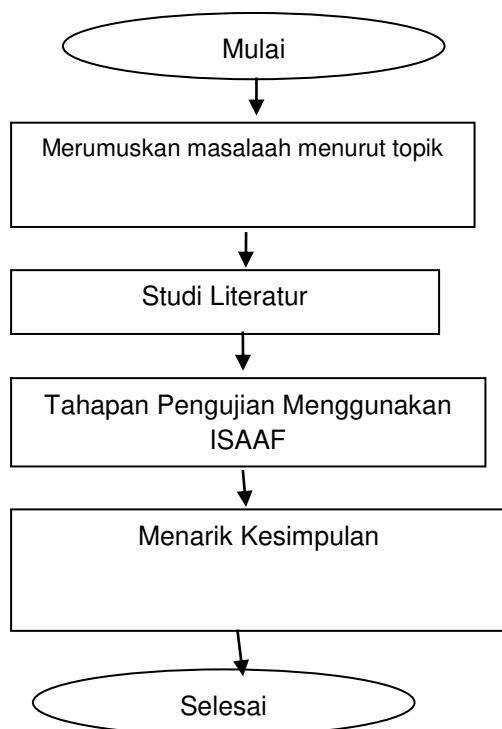 Mulai
Merumuskan masalaah menurut topik
Studi Literatur
Tahapan Pengujian Menggunakan
ISAAF
Menarik Kesimpulan
Selesai